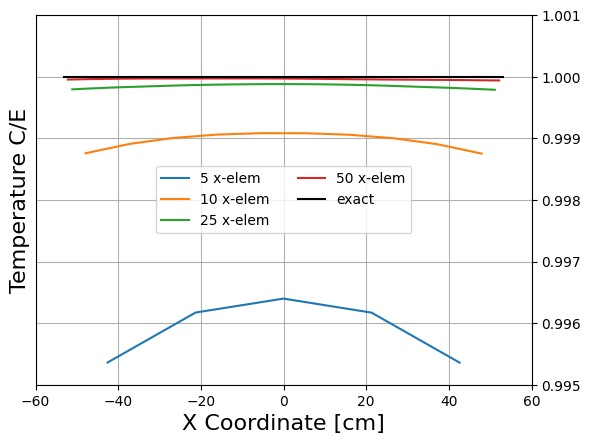 1.001
1.000
0.999
0.998
0.997
0.996
0.995
Temperature C/E
5 x-elem
10 x-elem
25 x-elem
50 x-elem
exact
−60 −40 −20 0 20 40 60
X Coordinate [cm]